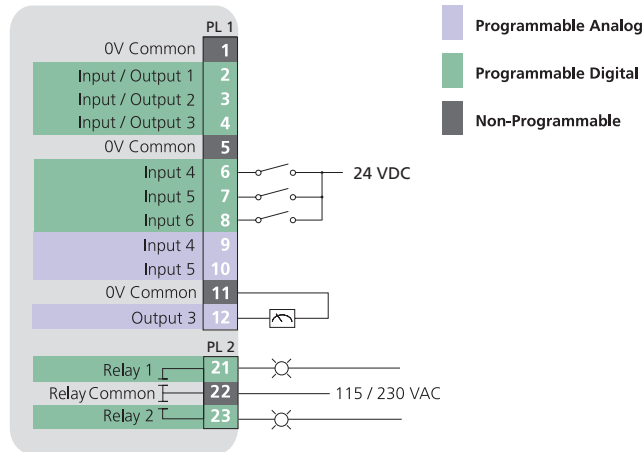 PL 1
0V Common 1
Input / Output 1 2
Input / Output 2 3
Input / Output 3 4
0V Common 5
Input 4 6 24 VDC
Input 5 7
Input 6 8
Input 4 9
Input 5 10
0V Common 11
Output 3 12
PL 2
Relay 1 21
Relay Common 22 115 / 230 VAC
Relay 2 23
Programmable Analog
Programmable Digital
Non-Programmable